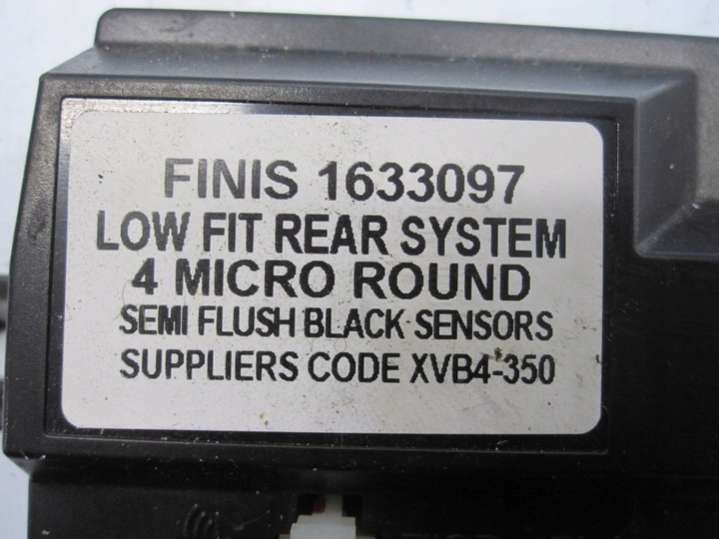 FINIS 1633097
LOW FIT REAR SYSTEM
4 MICRO ROUND
SEMI FLUSH BLACK SENSORS
SUPPLIERS CODE XVB4-350